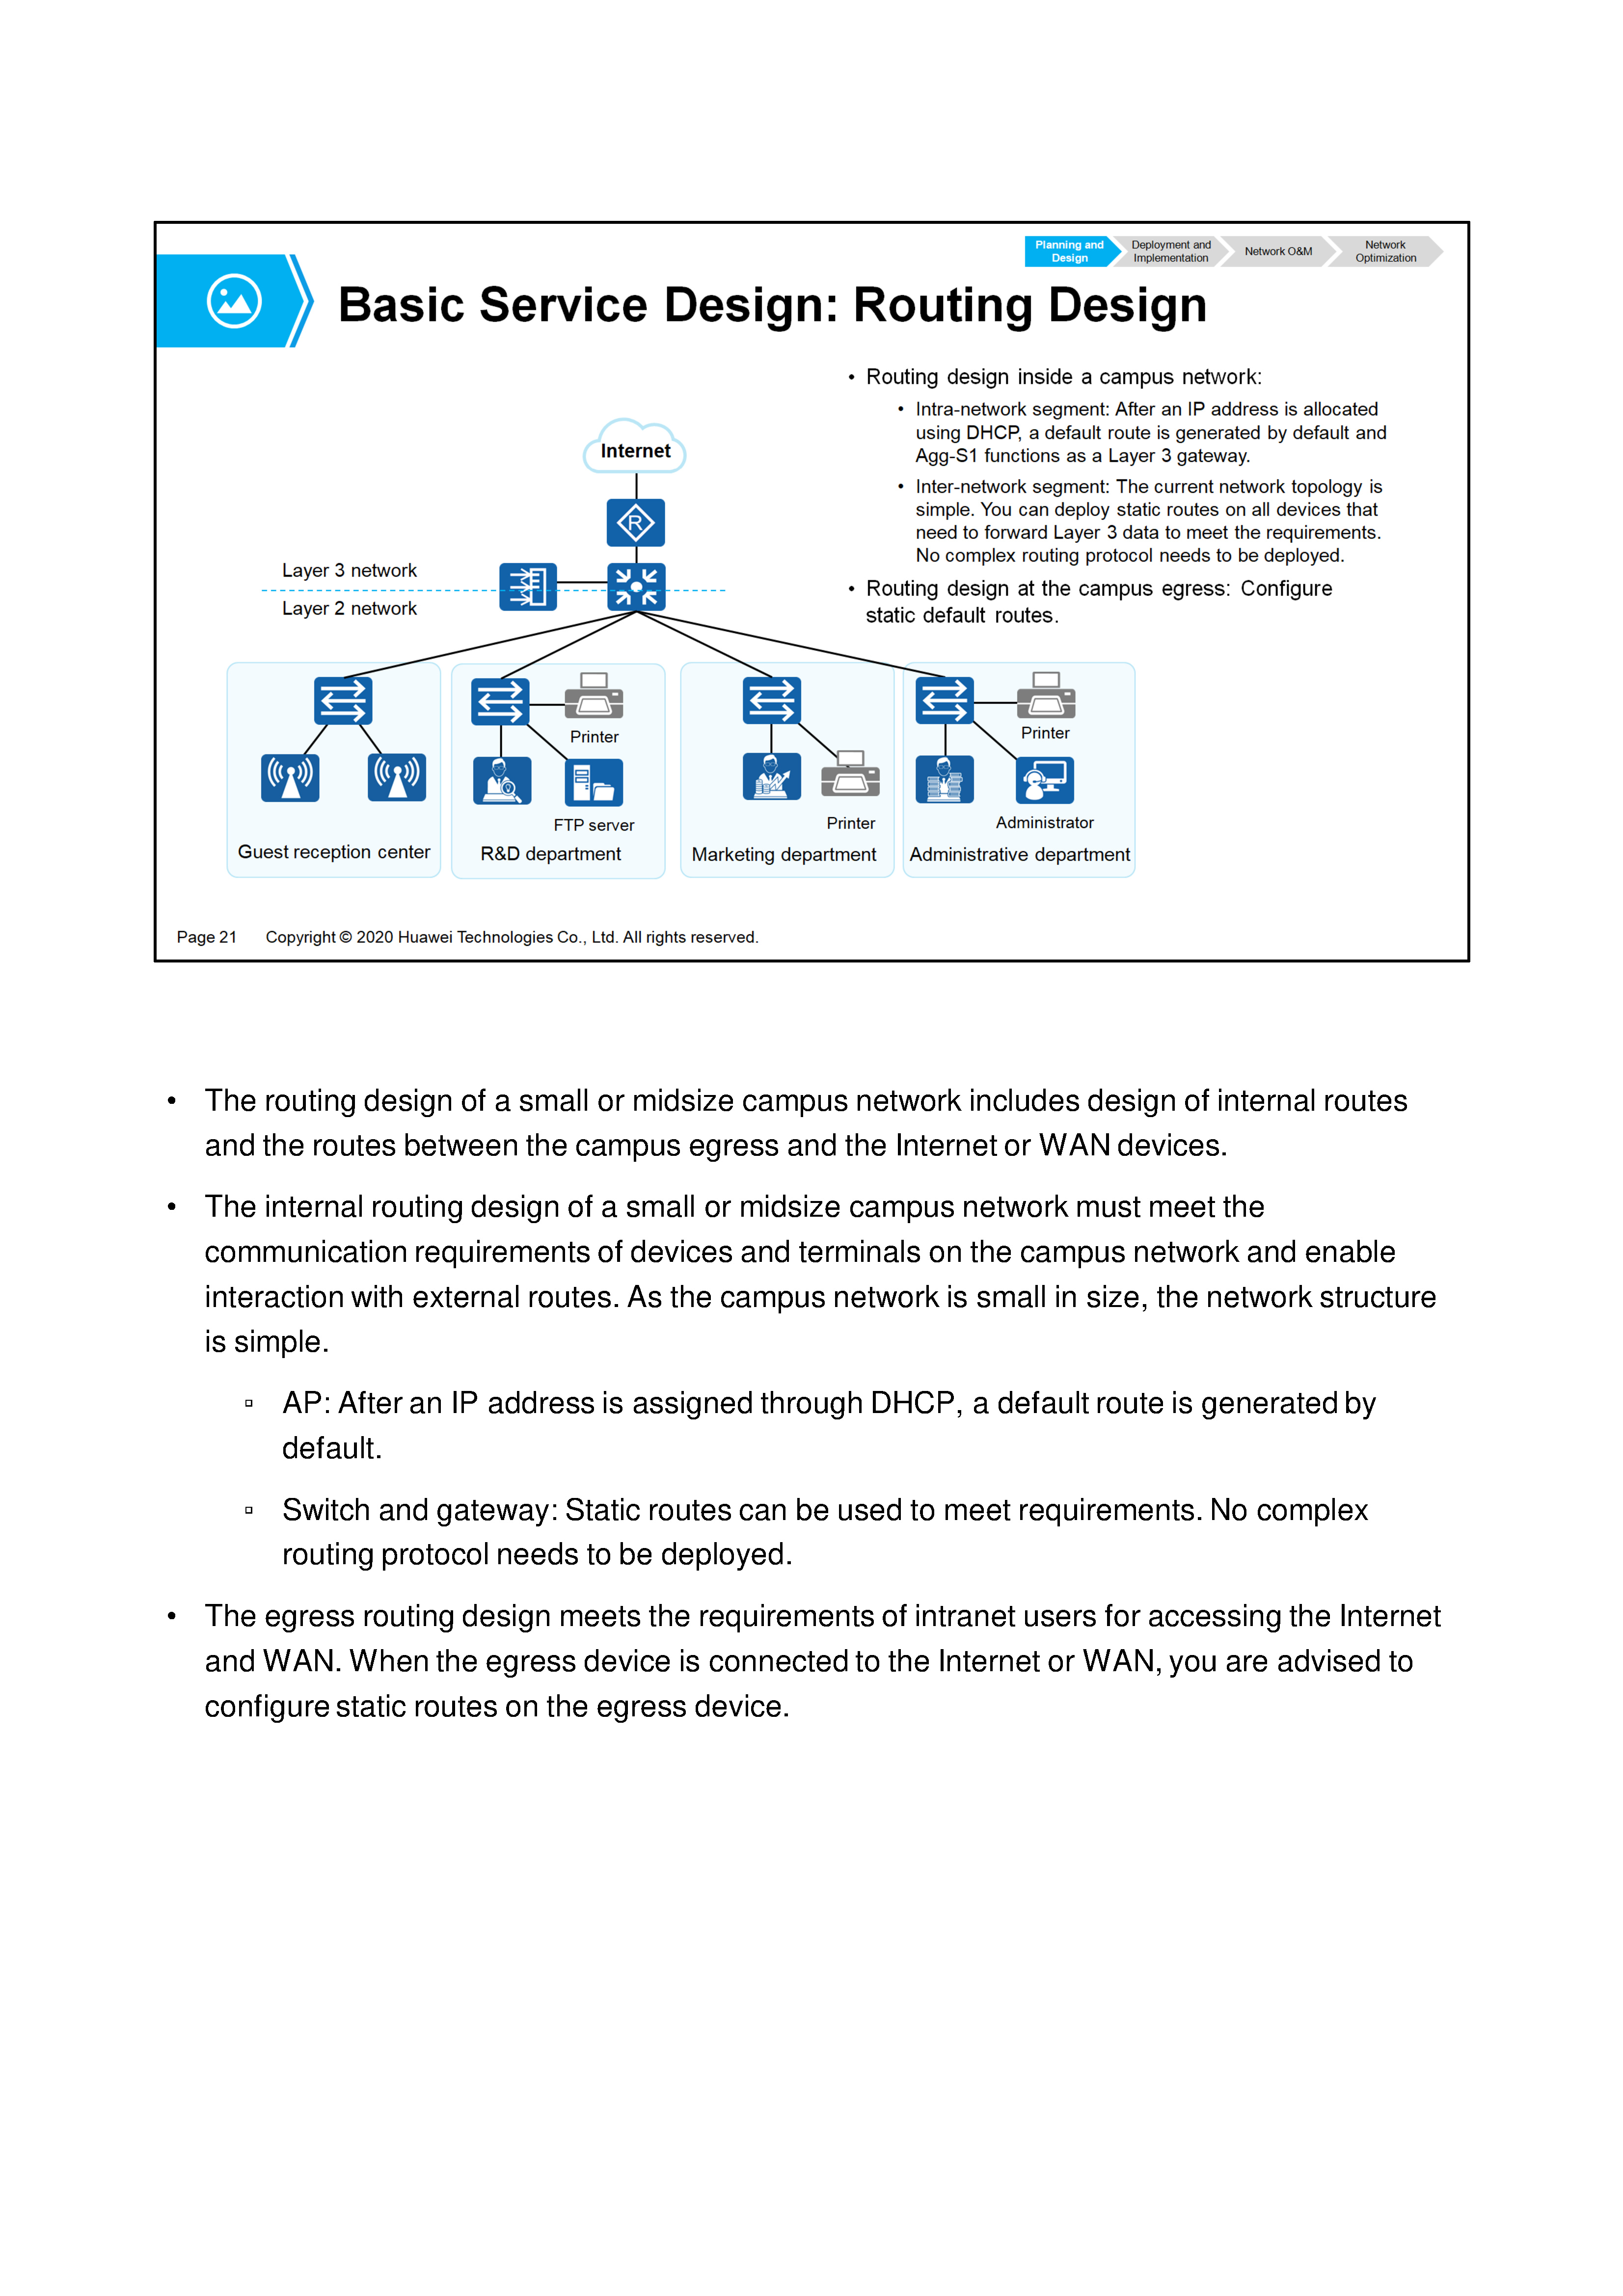 Planning and
Design
Deployment and
Implementation
Network O&M
Network
Optimization
Basic Service Design: Routing Design
• Routing design inside a campus network:
• Intra-network segment: After an IP address is allocated
using DHCP, a default route is generated by default and
Agg-S1 functions as a Layer 3 gateway.
• Inter-network segment: The current network topology is
simple. You can deploy static routes on all devices that
need to forward Layer 3 data to meet the requirements.
No complex routing protocol needs to be deployed.
• Routing design at the campus egress: Configure
static default routes.
Internet
R
Layer 3 network
Layer 2 network
Printer
FTP server
Printer
Printer
Administrator
Guest reception center
R&D department
Marketing department
Administrative department
Page 21 Copyright © 2020 Huawei Technologies Co., Ltd. All rights reserved.
• The routing design of a small or midsize campus network includes design of internal routes
and the routes between the campus egress and the Internet or WAN devices.
• The internal routing design of a small or midsize campus network must meet the
communication requirements of devices and terminals on the campus network and enable
interaction with external routes. As the campus network is small in size, the network structure
is simple.
▫ AP: After an IP address is assigned through DHCP, a default route is generated by
default.
▫ Switch and gateway: Static routes can be used to meet requirements. No complex
routing protocol needs to be deployed.
• The egress routing design meets the requirements of intranet users for accessing the Internet
and WAN. When the egress device is connected to the Internet or WAN, you are advised to
configure static routes on the egress device.